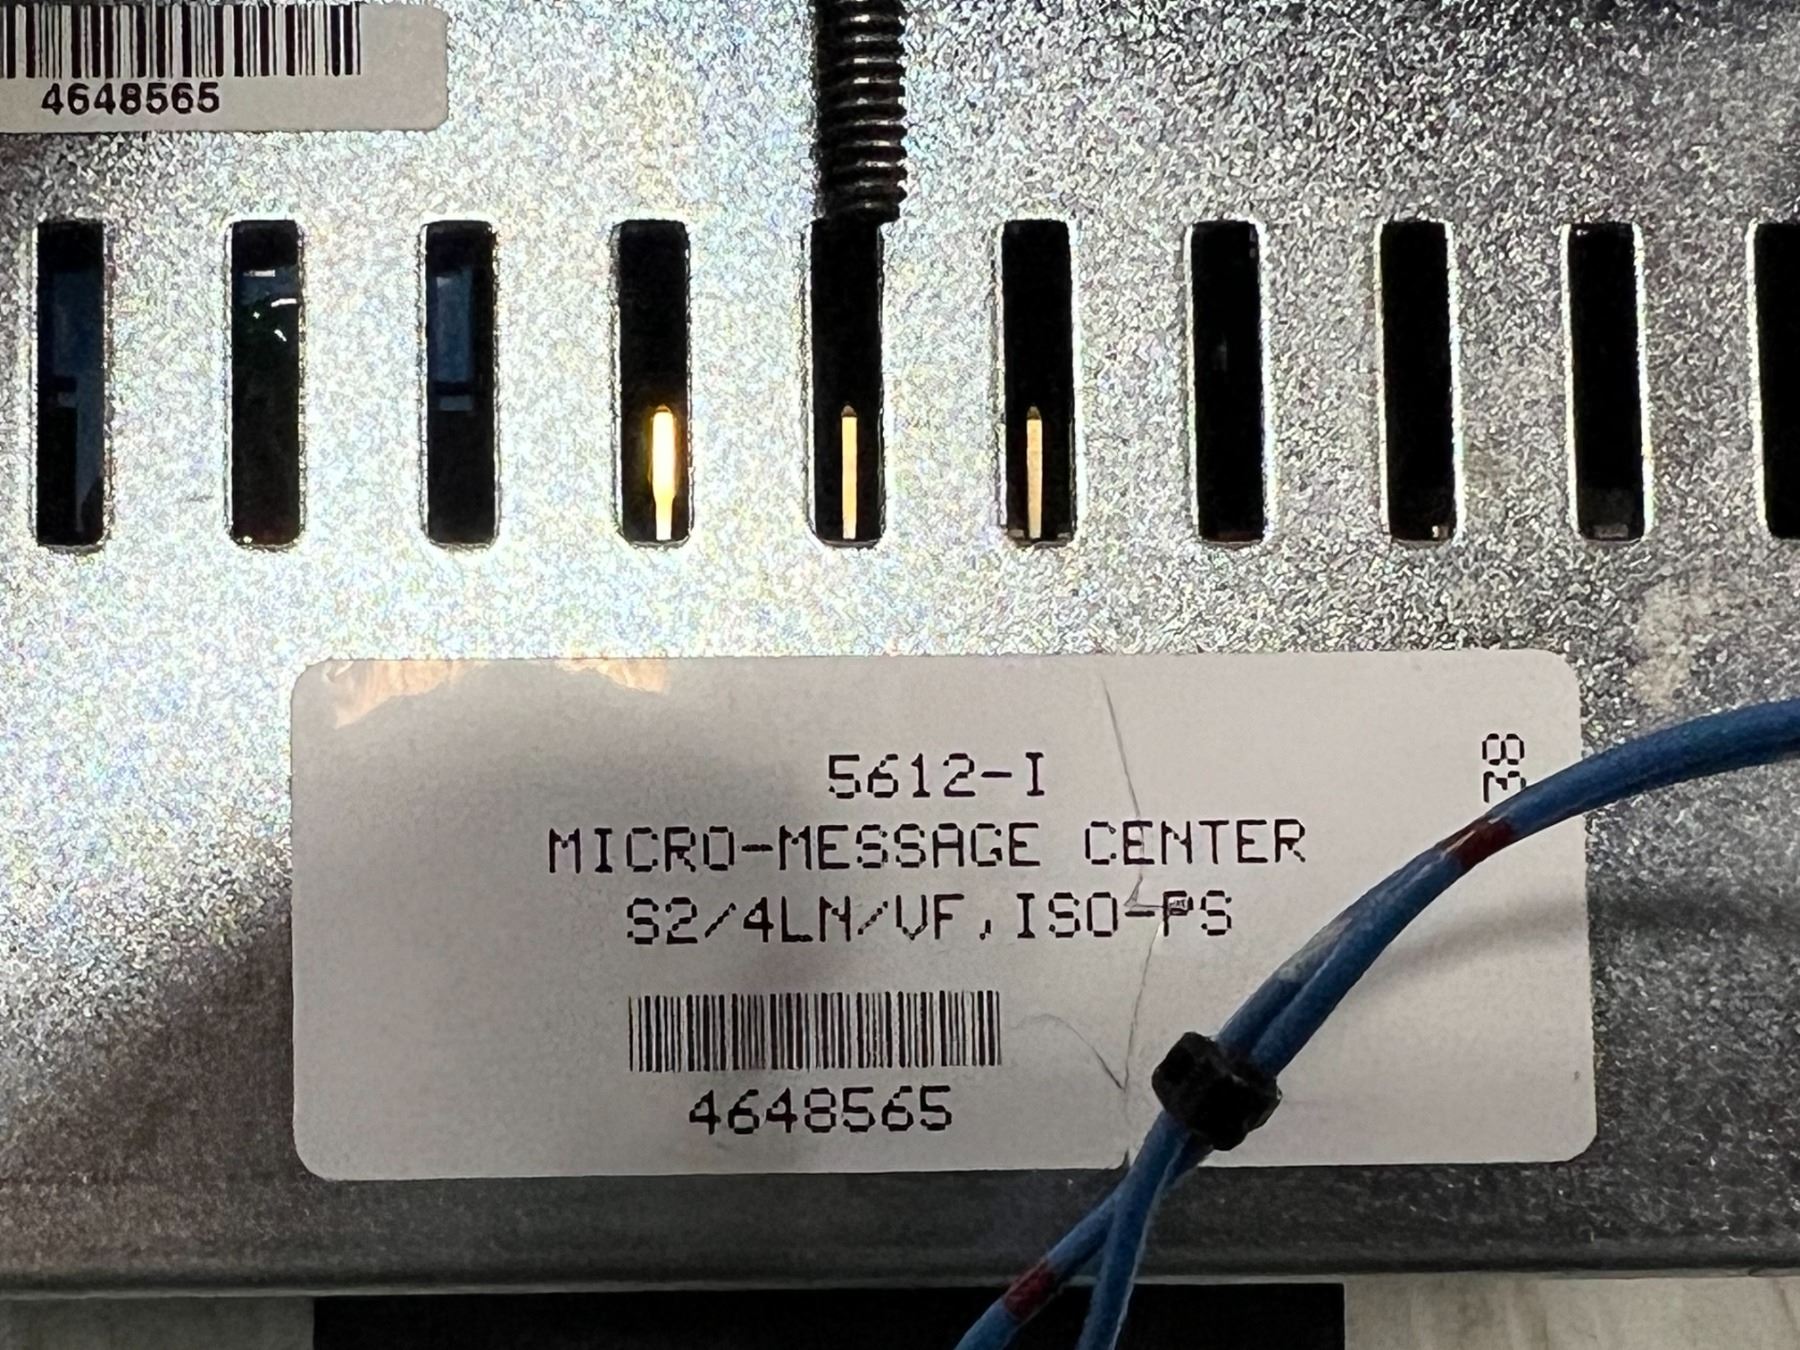 4648565
5612-I
MICRO-MESSAGE CENTER
S2/4LN/VF,ISO-PS
4648565